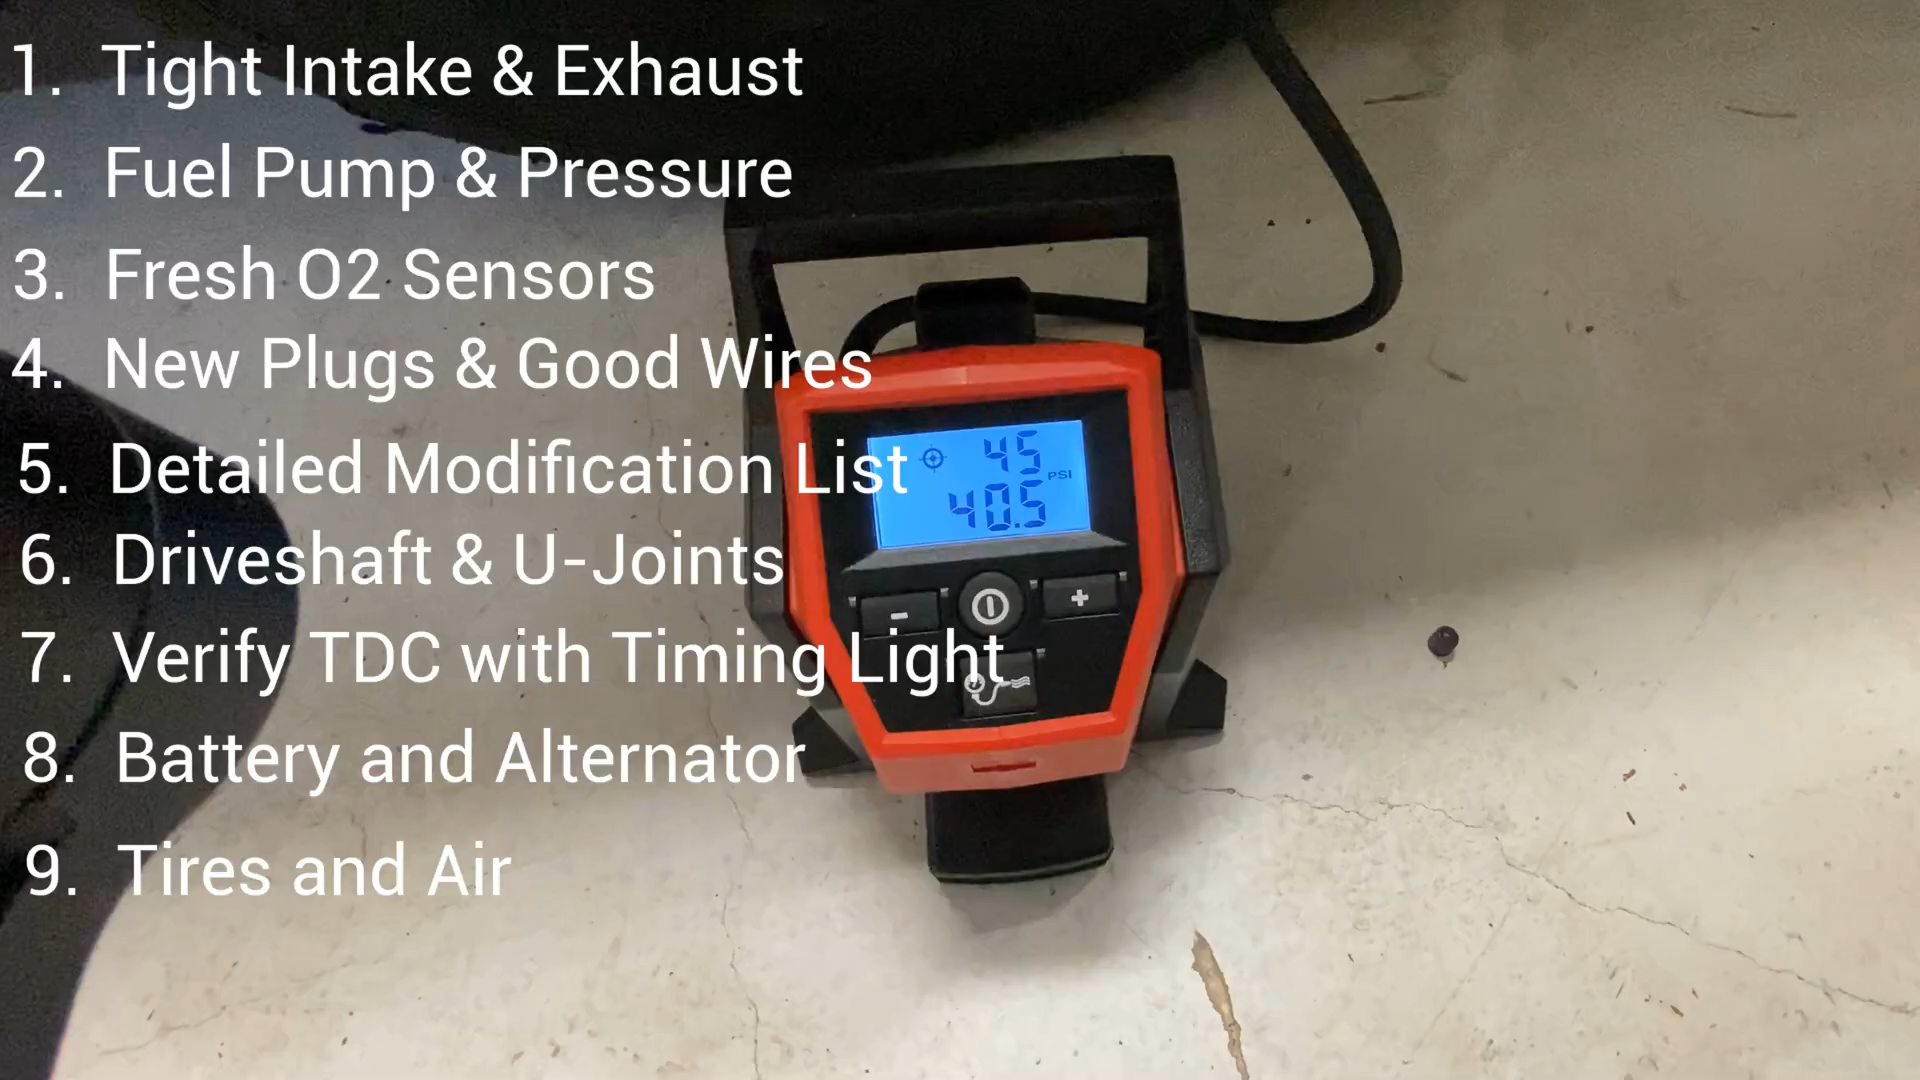 1. Tight Intake & Exhaust
2. Fuel Pump & Pressure
3. Fresh O2 Sensors
4. New Plugs & Good Wires
5. Detailed Modification List
45
PSI
40.5
6. Driveshaft & U-Joints
- +
7. Verify TDC with Timing Light
8. Battery and Alternator
9. Tires and Air